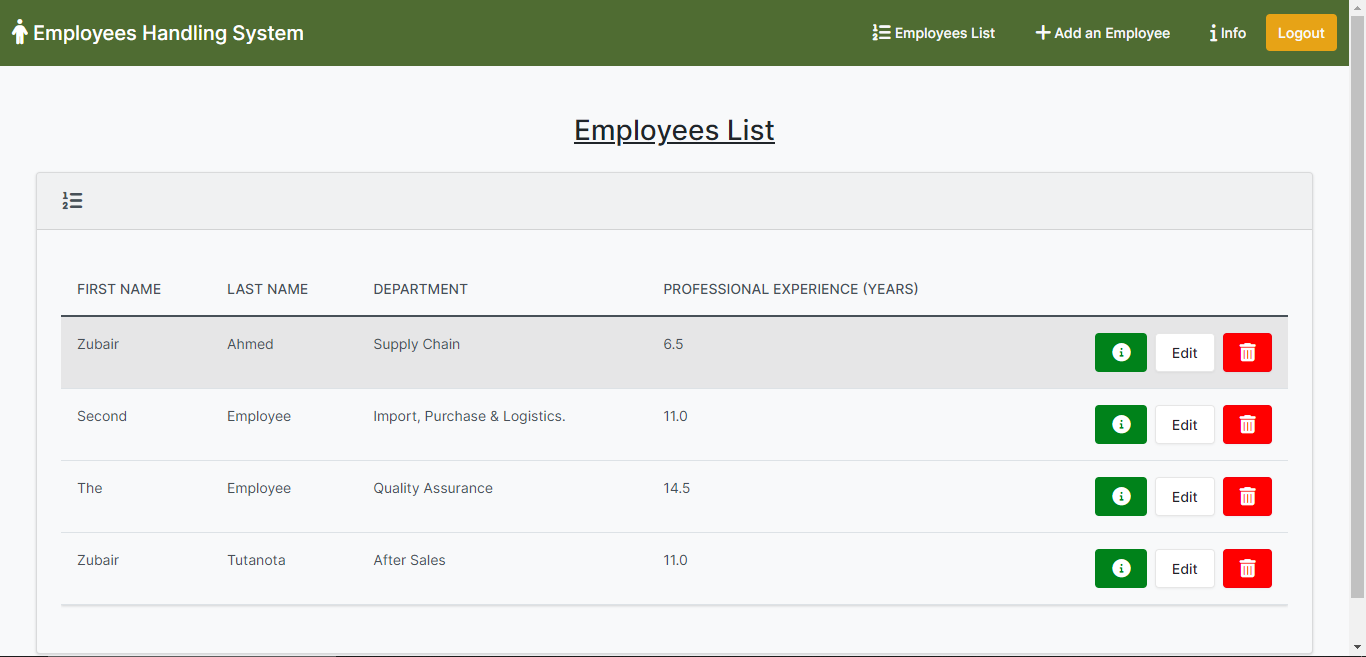 Employees Handling System Employees List Add an Employee Info Logout
Employees List
FIRST NAME LAST NAME DEPARTMENT PROFESSIONAL EXPERIENCE (YEARS)
Zubair Ahmed Supply Chain 6.5 Edit
Second Employee Import, Purchase & Logistics. 11.0 Edit
The Employee Quality Assurance 14.5 Edit
Zubair Tutanota After Sales 11.0 Edit